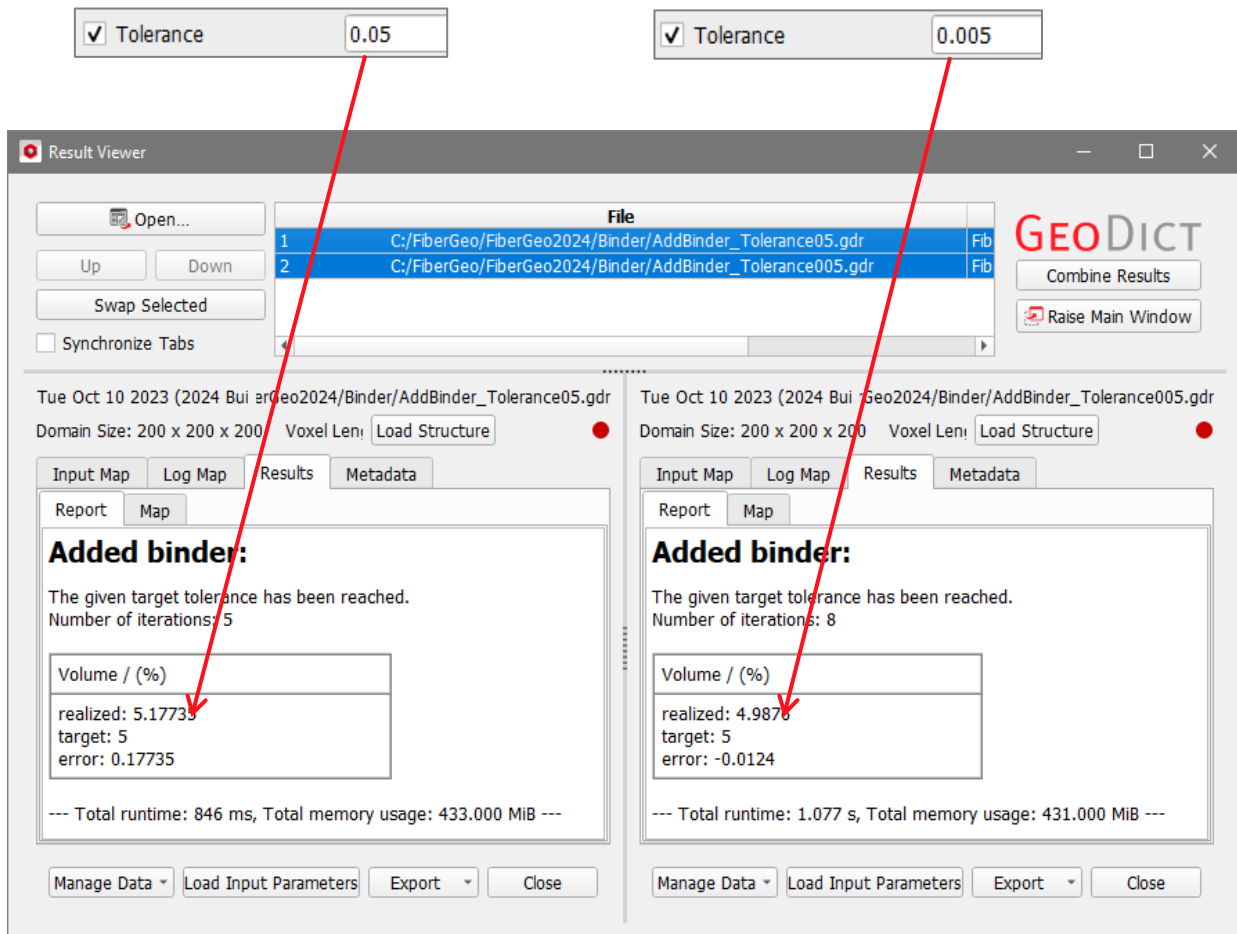 Tolerance 0.05
Tolerance 0.005
Result Viewer
Open...
Up Down
Swap Selected
Synchronize Tabs
File
1 C:/FiberGeo/FiberGeo2024/Binder/AddBinder_Tolerance05.gdr Fib
2 C:/FiberGeo/FiberGeo2024/Binder/AddBinder_Tolerance005.gdr Fib
GEODICT
Combine Results
Raise Main Window
Tue Oct 10 2023 (2024 Bui erGeo2024/Binder/AddBinder_Tolerance05.gdr
Domain Size: 200 x 200 x 200 Voxel Leng Load Structure
Input Map Log Map Results Metadata
Report Map
Added binder:
The given target tolerance has been reached.
Number of iterations: 5
Volume / (%)
realized: 5.17735
target: 5
error: 0.17735
--- Total runtime: 846 ms, Total memory usage: 433.000 MiB ---
Manage Data Load Input Parameters Export Close
Tue Oct 10 2023 (2024 Bui rGeo2024/Binder/AddBinder_Tolerance005.gdr
Domain Size: 200 x 200 x 200 Voxel Leng Load Structure
Input Map Log Map Results Metadata
Report Map
Added binder:
The given target tolerance has been reached.
Number of iterations: 8
Volume / (%)
realized: 4.9876
target: 5
error: -0.0124
--- Total runtime: 1.077 s, Total memory usage: 431.000 MiB ---
Manage Data Load Input Parameters Export Close